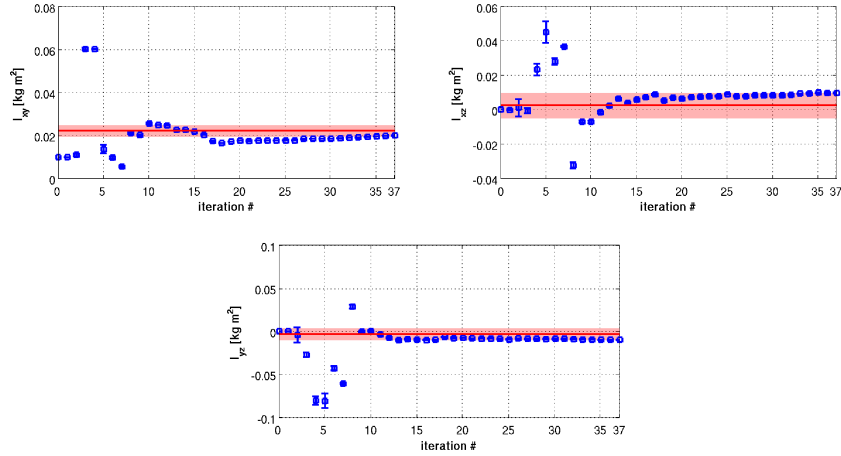 0.08
0.06
0.04
0.02
0
I xy [kg m²]
0 5 10 15 20 25 30 35 37
iteration #
0.06
0.04
0.02
0
-0.02
-0.04
I xz [kg m²]
0 5 10 15 20 25 30 35 37
iteration #
0.1
0.05
0
-0.05
-0.1
I yz [kg m²]
0 5 10 15 20 25 30 35 37
iteration #